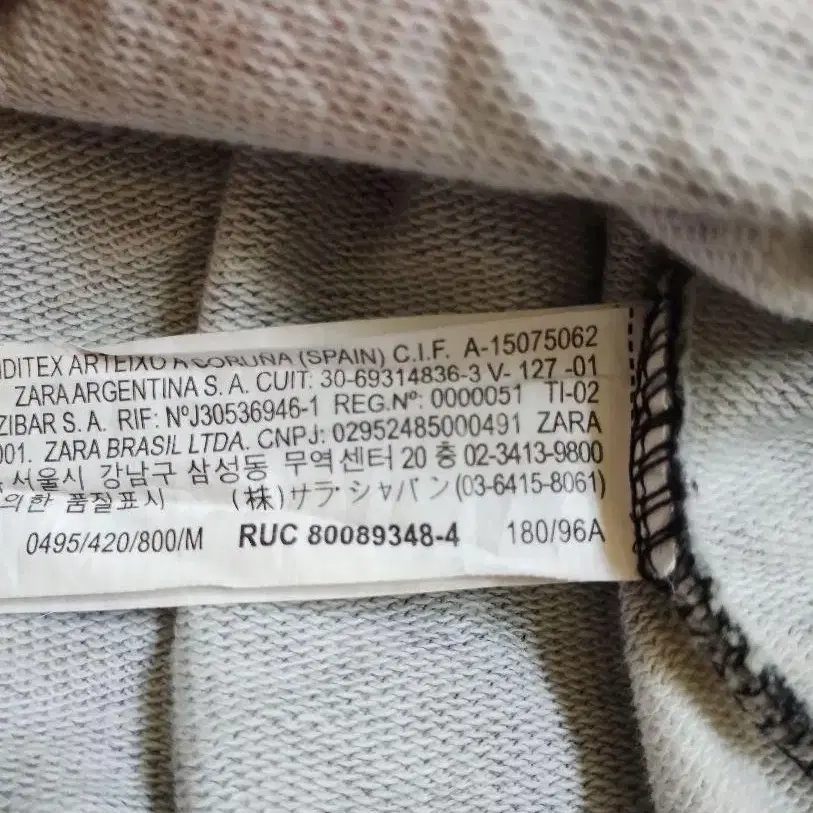 INDITEX ARTEIXO A CORUÑA (SPAIN) C.I.F. A-15075062
ZARA ARGENTINA S. A. CUIT: 30-69314836-3 V- 127 -01
ZIBAR S. A. RIF: NºJ30536946-1 REG.Nº: 0000051 TI-02
001. ZARA BRASIL LTDA. CNPJ: 02952485000491 ZARA
서울시 강남구 삼성동 무역센터 20 층 02-3413-9800
의한 품질표시 (株)サラ・ジャパン(03-6415-8061)
0495/420/800/M RUC 80089348-4 180/96A